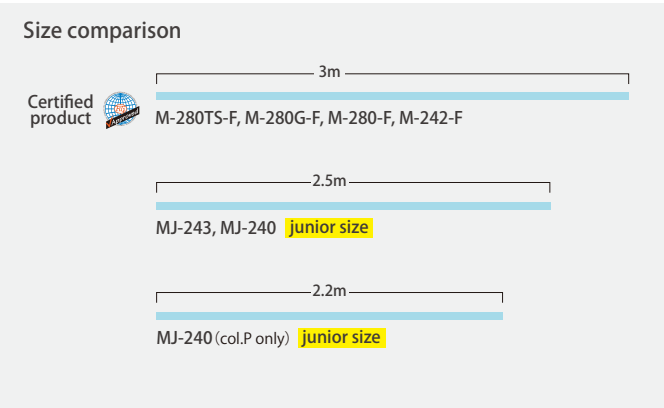 Size comparison
3m
Certified
product
Approved
M-280TS-F, M-280G-F, M-280-F, M-242-F
2.5m
MJ-243, MJ-240 junior size
2.2m
MJ-240（col.P only） junior size